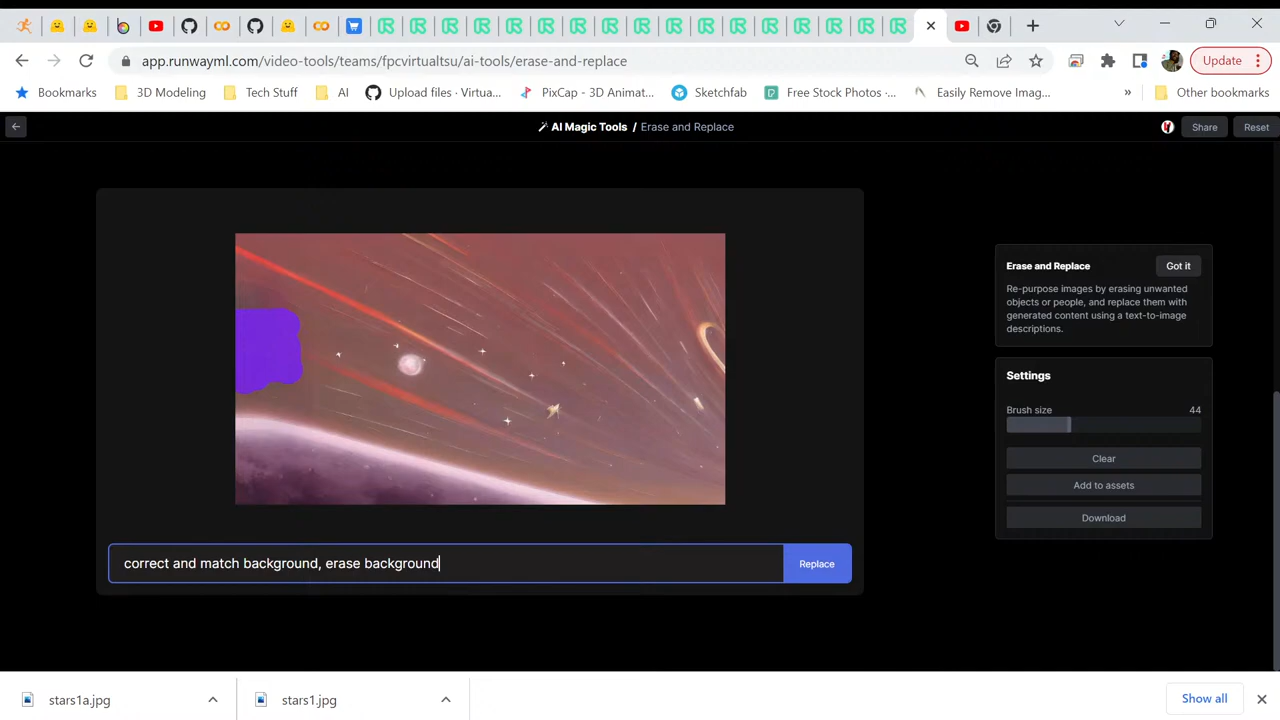 app.runwayml.com/video-tools/teams/fpcvirtualtsu/ai-tools/erase-and-replace
Update
Bookmarks
3D Modeling
Tech Stuff
AI
Upload files · Virtua...
PixCap - 3D Animat...
Sketchfab
Free Stock Photos ·...
Easily Remove Imag...
»
Other bookmarks
AI Magic Tools / Erase and Replace
Share
Reset
Erase and Replace
Got it
Re-purpose images by erasing unwanted
objects or people, and replace them with
generated content using a text-to-image
descriptions.
Settings
Brush size 44
Clear
Add to assets
Download
correct and match background, erase background
Replace
stars1a.jpg
stars1.jpg
Show all